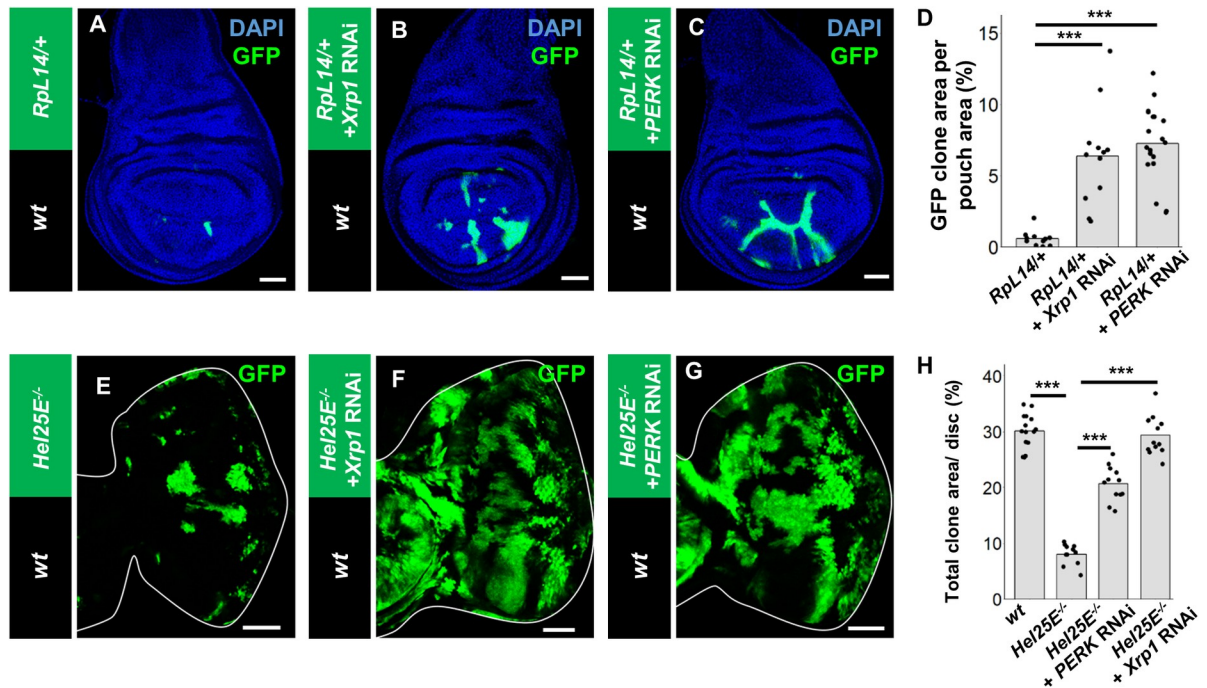 RpL14/+
wt
A
DAPI
GFP
RpL14/+
+Xrp1 RNAi
wt
B
DAPI
GFP
RpL14/+
+PERK RNAi
wt
C
DAPI
GFP
D
GFP clone area per
pouch area (%)
15
10
5
0
***
***
RpL14/+
RpL14/+
+ Xrp1 RNAi
RpL14/+
+ PERK RNAi
Hel25E-/-
wt
E
GFP
Hel25E-/-
+Xrp1 RNAi
wt
F
GFP
Hel25E-/-
+PERK RNAi
wt
G
GFP
H
Total clone area/ disc (%)
40
30
20
10
0
***
***
***
wt
Hel25E-/-
Hel25E-/-
+ PERK RNAi
Hel25E-/-
+ Xrp1 RNAi